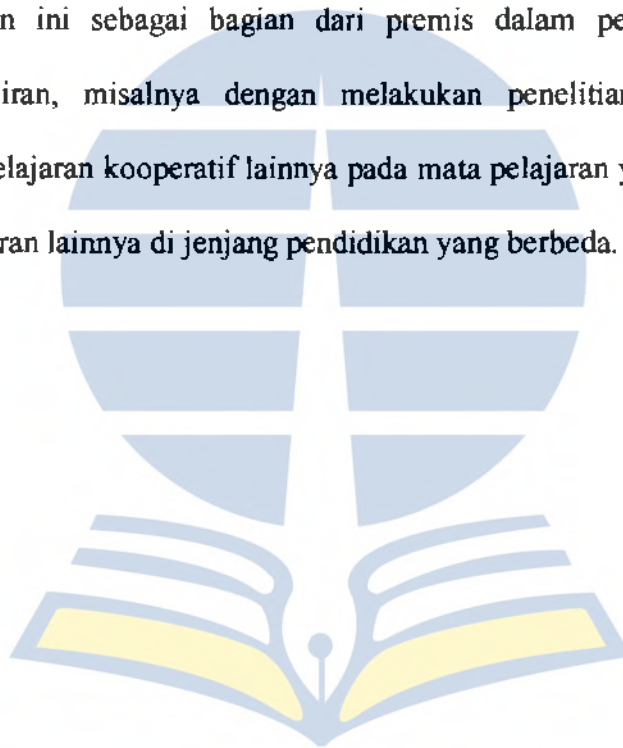 n ini sebagai bagian dari premis dalam pe
iran, misalnya dengan melakukan penelitian
elajaran kooperatif lainnya pada mata pelajaran y
ran lainnya di jenjang pendidikan yang berbeda.